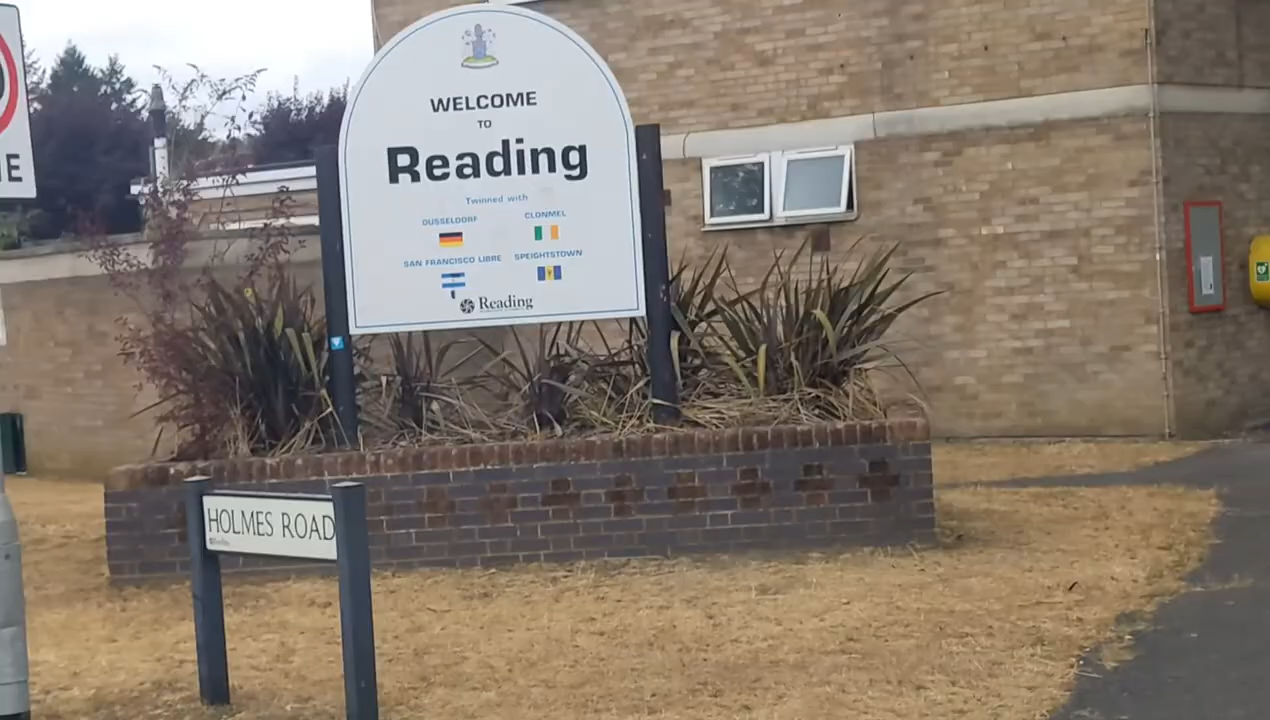 WELCOME
TO
Reading
Twinned with
DUSSELDORF CLONMEL
SAN FRANCISCO LIBRE SPEIGHTSTOWN
Reading
HOLMES ROAD